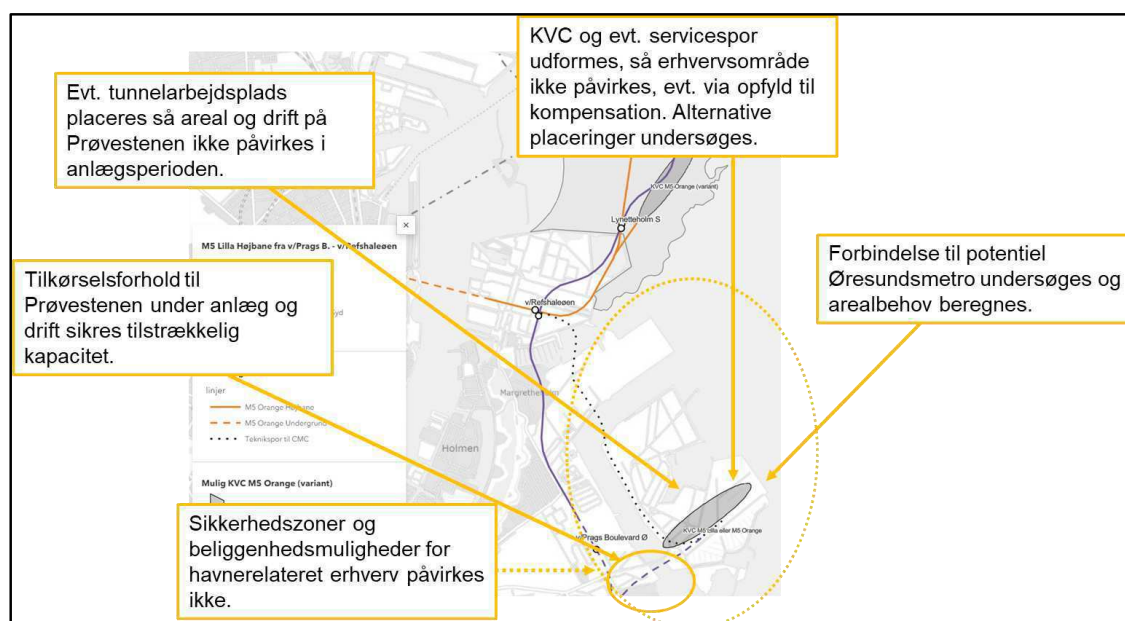 KVC og evt. servicespor
udformes, så erhvervsområde
ikke påvirkes, evt. via opfyld til
kompensation. Alternative
placeringer undersøges.
Evt. tunnelarbejdsplads
placeres så areal og drift på
Prøvestenen ikke påvirkes i
anlægsperioden.
KVC M5 Orange (variant)
Lynetteholm S
×
M5 Lilla Højbane fra v/Prags B. - v/Refshaleøen
Forbindelse til potentiel
Øresundsmetro undersøges og
arealbehov beregnes.
Tilkørselsforhold til
Prøvestenen under anlæg og
drift sikres tilstrækkelig
kapacitet.
v/Refshaleøen
linjer
M5 Orange Højbane
M5 Orange Undergrund
Teknikspor til CMC
Margretheholm
Holmen
Mulig KVC M5 Orange (variant)
KVC M5 Lilla eller M5 Orange
v/Prags Boulevard Ø
Sikkerhedszoner og
beliggenhedsmuligheder for
havnerelateret erhverv påvirkes
ikke.